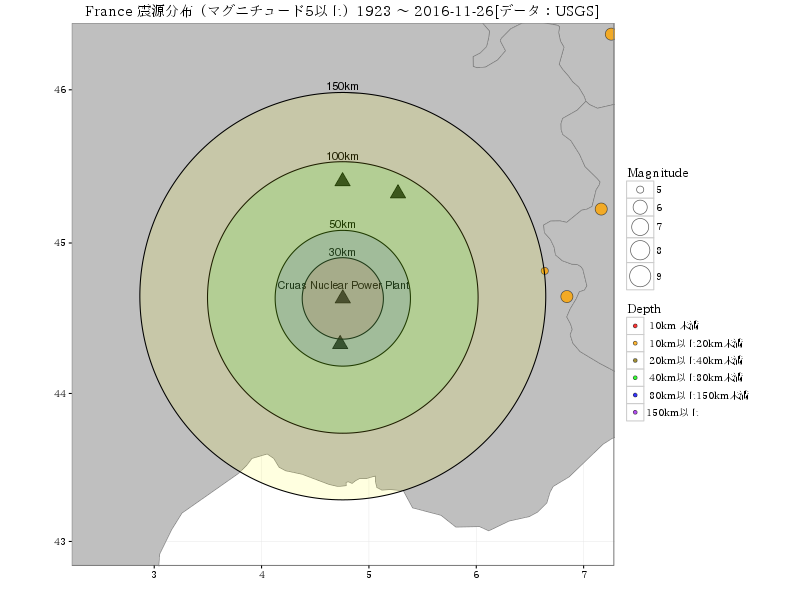 France 震源分布（マグニチュード5以上）1923 ～ 2016-11-26[データ：USGS]
150km
100km
50km
30km
Cruas Nuclear Power Plant
46
45
44
43
3
4
5
6
7
Magnitude
5
6
7
8
9
Depth
10km 未満
10km以上20km未満
20km以上40km未満
40km以上80km未満
80km以上150km未満
150km以上